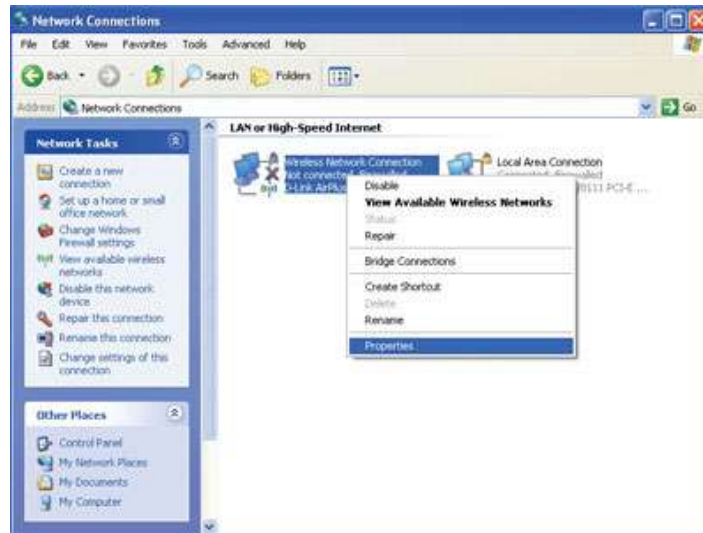 Network Connections
File Edit View Favorites Tools Advanced Help
Back Search Folders
Address Network Connections Go
Network Tasks
Create a new
connection
Set up a home or small
office network
Change Windows
Firewall settings
View available wireless
networks
Disable this network
device
Repair this connection
Rename this connection
Change settings of this
connection
Other Places
Control Panel
My Network Places
My Documents
My Computer
LAN or High-Speed Internet
Wireless Network Connection
Not connected, Firewalled
D-Link AirPlus
Local Area Connection
Connected, Firewalled
PCI-E ...
Disable
View Available Wireless Networks
Status
Repair
Bridge Connections
Create Shortcut
Delete
Rename
Properties